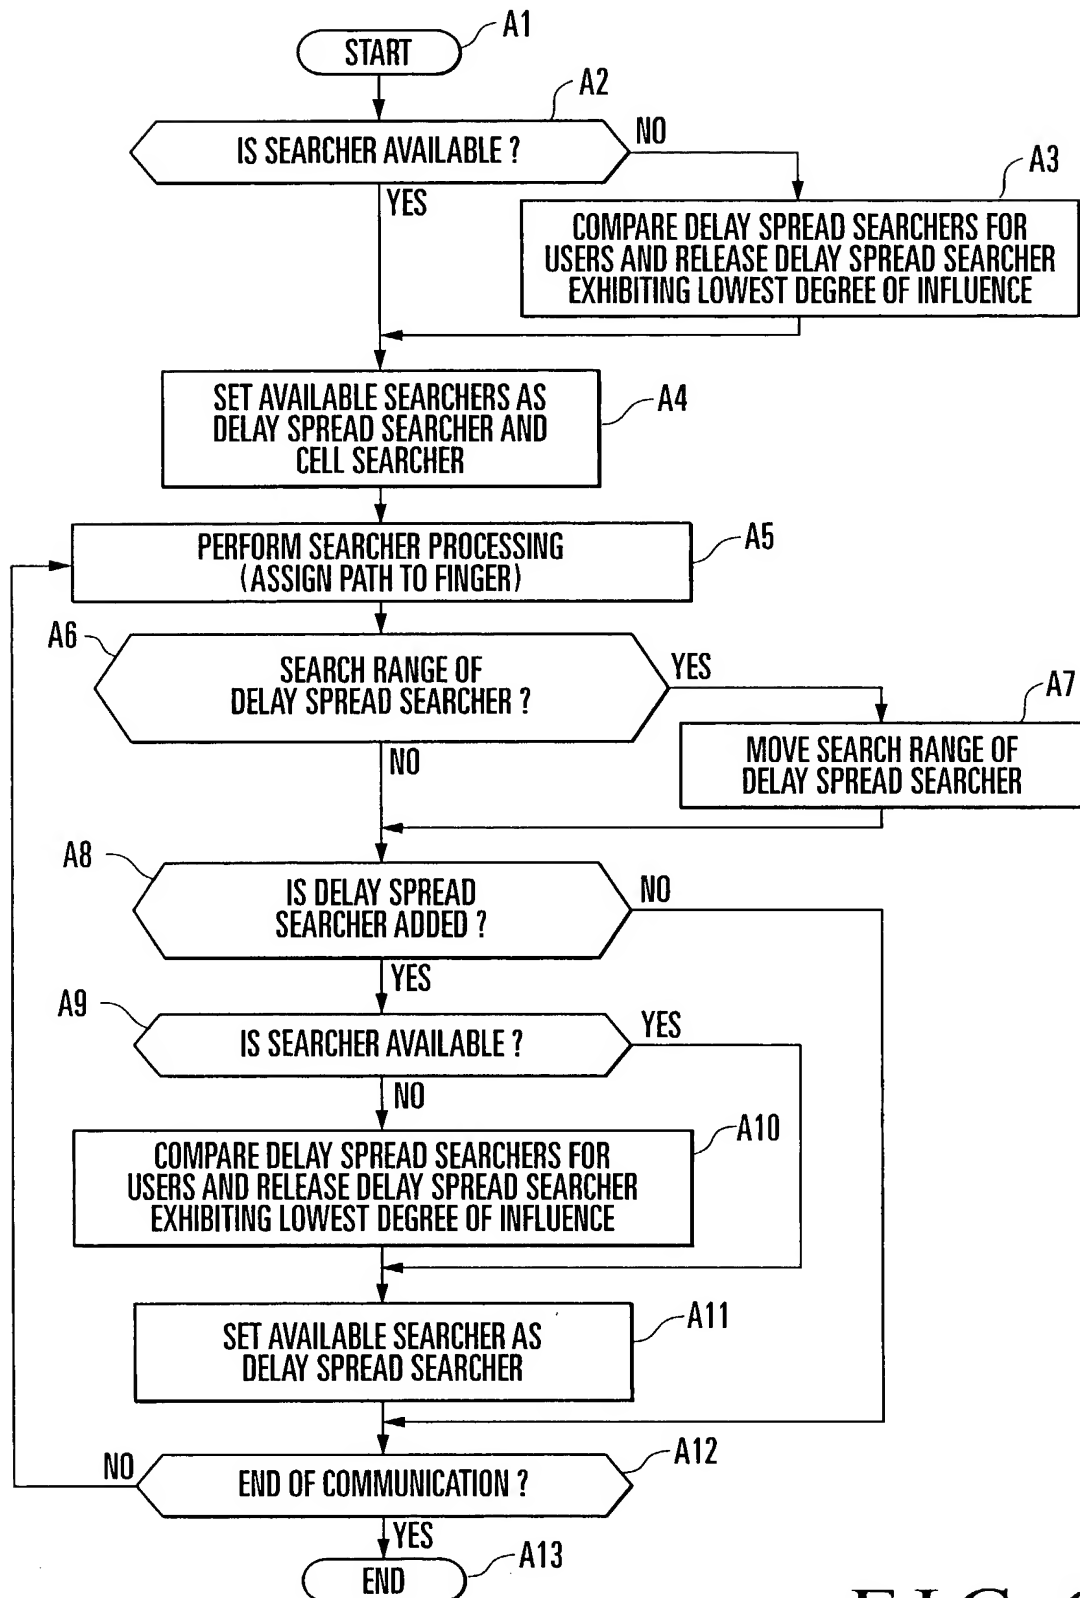 A1
START
A2
IS SEARCHER AVAILABLE ?
NO
YES
A3
COMPARE DELAY SPREAD SEARCHERS FOR
USERS AND RELEASE DELAY SPREAD SEARCHER
EXHIBITING LOWEST DEGREE OF INFLUENCE
SET AVAILABLE SEARCHERS AS
DELAY SPREAD SEARCHER AND
CELL SEARCHER
A4
PERFORM SEARCHER PROCESSING
(ASSIGN PATH TO FINGER)
A5
A6
SEARCH RANGE OF
DELAY SPREAD SEARCHER ?
YES
NO
A7
MOVE SEARCH RANGE OF
DELAY SPREAD SEARCHER
A8
IS DELAY SPREAD
SEARCHER ADDED ?
NO
YES
A9
IS SEARCHER AVAILABLE ?
YES
NO
A10
COMPARE DELAY SPREAD SEARCHERS FOR
USERS AND RELEASE DELAY SPREAD SEARCHER
EXHIBITING LOWEST DEGREE OF INFLUENCE
SET AVAILABLE SEARCHER AS
DELAY SPREAD SEARCHER
A11
NO
END OF COMMUNICATION ?
A12
YES
END
A13